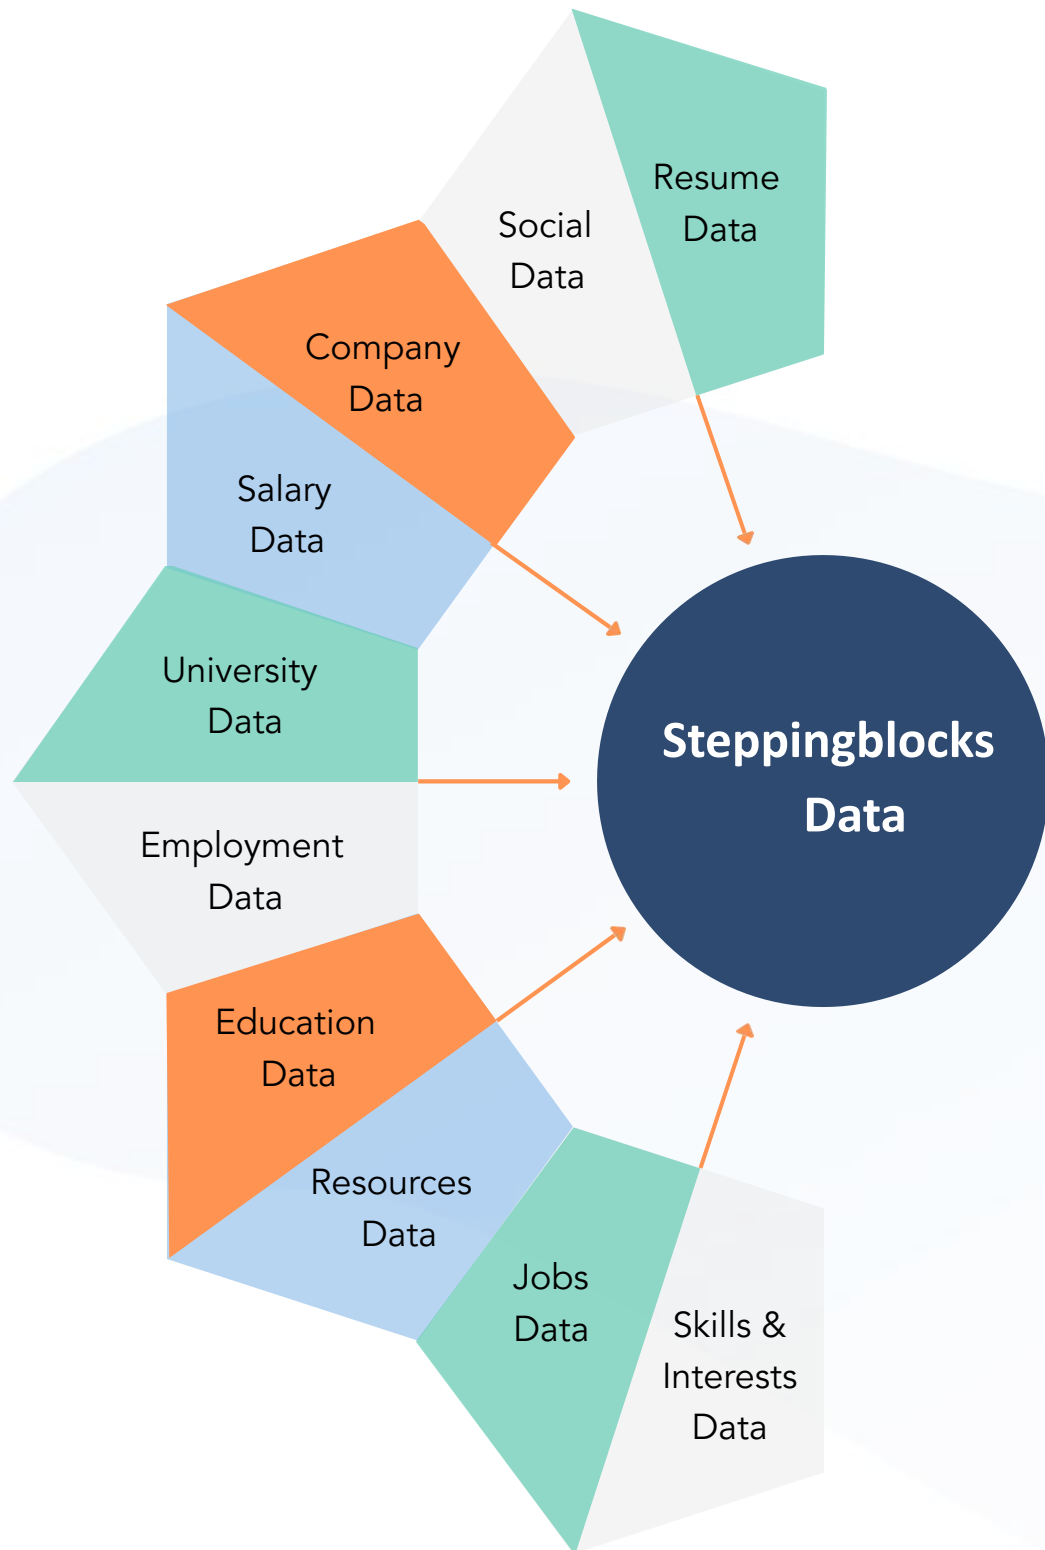 Resume
Data
Social
Data
Company
Data
Salary
Data
University
Data
Employment
Data
Education
Data
Resources
Data
Jobs
Data
Skills &
Interests
Data
Steppingblocks
Data